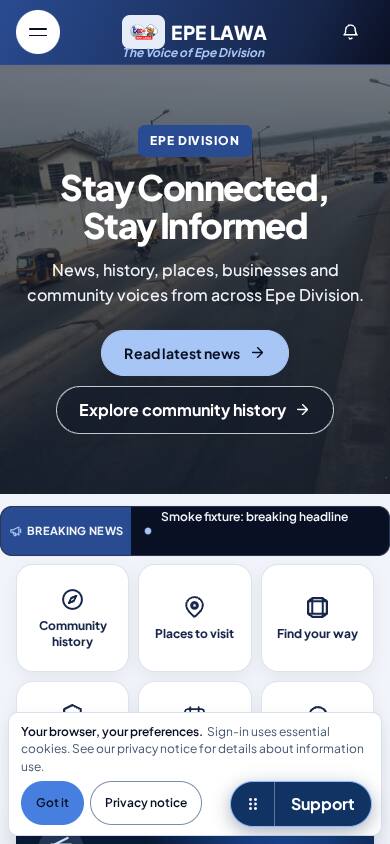 EPE LAWA
The Voice of Epe Division
EPE DIVISION
Stay Connected,
Stay Informed
News, history, places, businesses and
community voices from across Epe Division.
Read latest news
Explore community history
BREAKING NEWS
Smoke fixture: breaking headline
Community
history
Places to visit
Find your way
Your browser, your preferences. Sign-in uses essential
cookies. See our privacy notice for details about information
use.
Got it
Privacy notice
Support